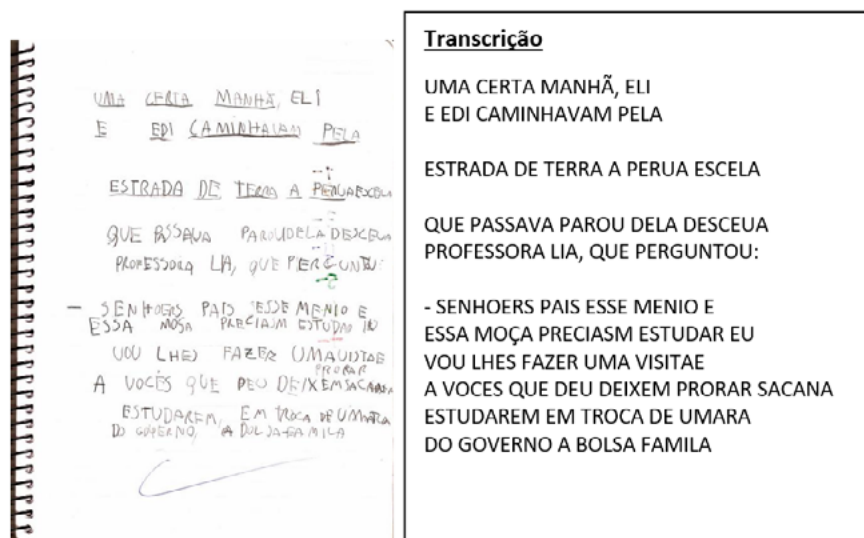 UMA CERTA MANHÃ, ELI
E EDI CAMINHAVAM PELA
ESTRADA DE TERRA A PERUA ESCELA
QUE PASSAVA PAROU DELA DESCEUA
PROFESSORA LIA, QUE PERGUNTOU:
- SENHOERS PAIS ESSE MENIO E
ESSA MOSA PRECIASM ESTUDAR
VOU LHES FAZER UMA VISTAE
PRORAR
A VOCÊS QUE PEU DEIXEM SACANA
ESTUDAREM, EM TROCA DE UMARA
DO GOVERNO, A BOLSA FAMILA
Transcrição
UMA CERTA MANHÃ, ELI
E EDI CAMINHAVAM PELA
ESTRADA DE TERRA A PERUA ESCELA
QUE PASSAVA PAROU DELA DESCEUA
PROFESSORA LIA, QUE PERGUNTOU:
- SENHOERS PAIS ESSE MENIO E
ESSA MOÇA PRECIASM ESTUDAR EU
VOU LHES FAZER UMA VISITAE
A VOCES QUE DEU DEIXEM PRORAR SACANA
ESTUDAREM EM TROCA DE UMARA
DO GOVERNO A BOLSA FAMILA